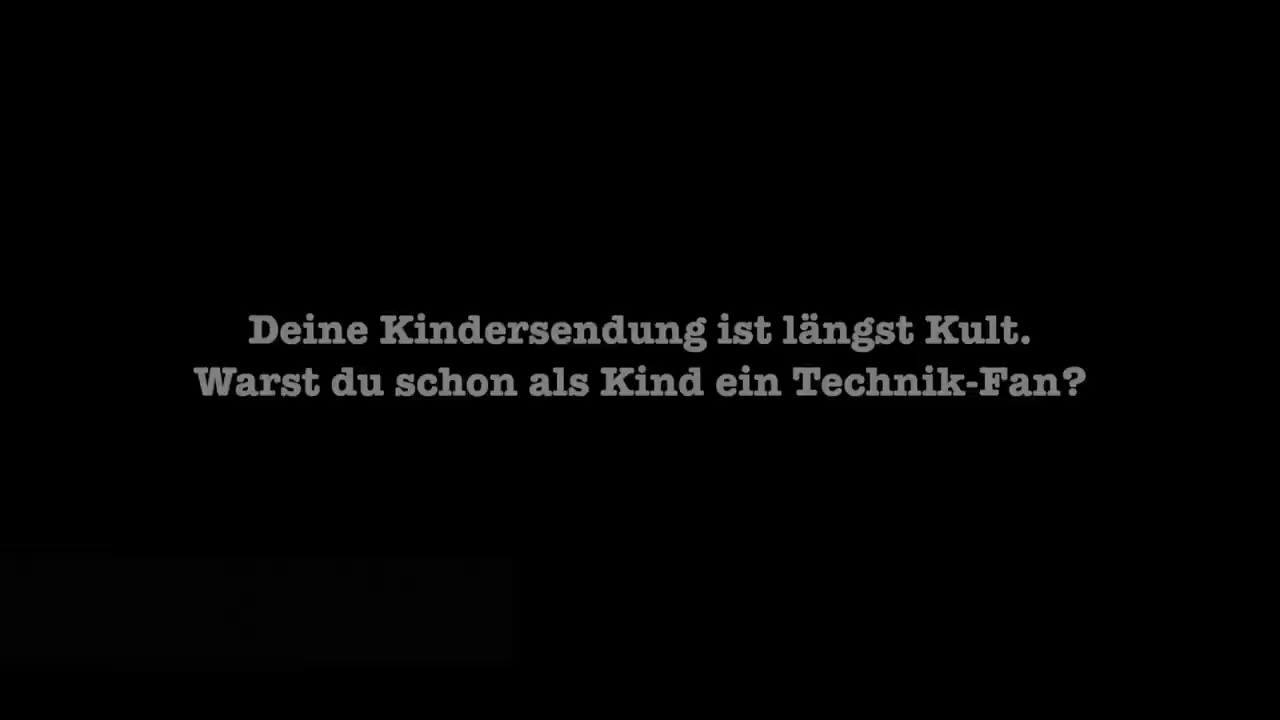 Deine Kindersendung ist längst Kult.
Warst du schon als Kind ein Technik-Fan?